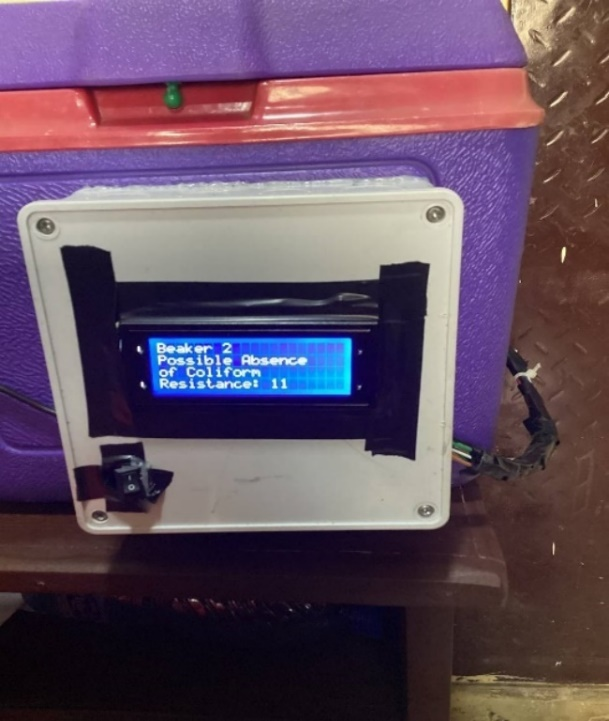 Beaker 2
Possible Absence
of Coliform
Resistance: 11